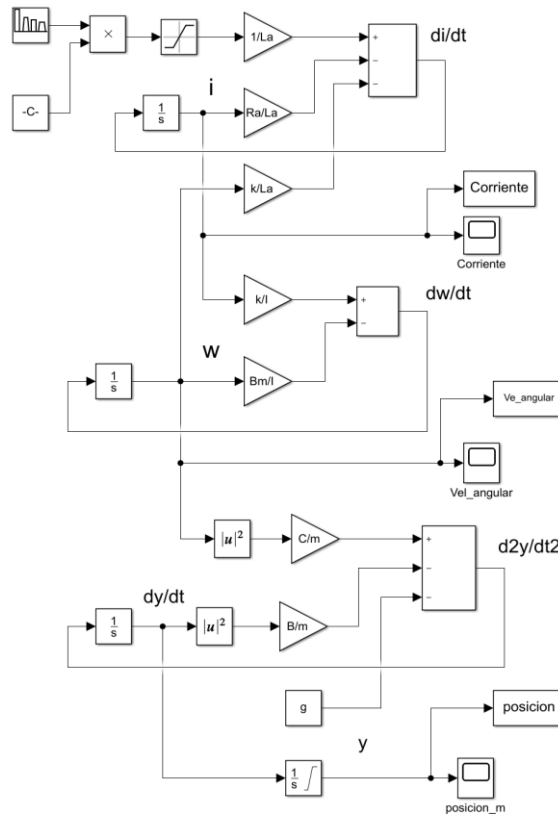 ×
1/La
+
−
−
di/dt
-C-
i
1
s
Ra/La
k/La
Corriente
Corriente
k/I
+
−
dw/dt
w
1
s
Bm/I
Ve_angular
Vel_angular
|u|²
C/m
+
−
−
d2y/dt2
dy/dt
1
s
|u|²
B/m
g
posicion
y
1
s
posicion_m